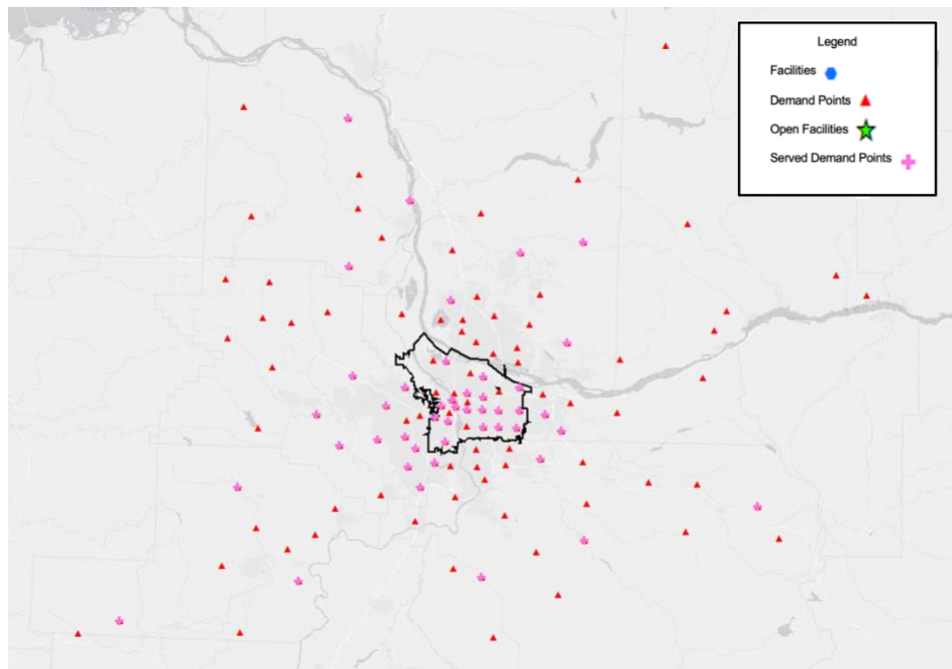 Legend
Facilities
Demand Points
Open Facilities
Served Demand Points